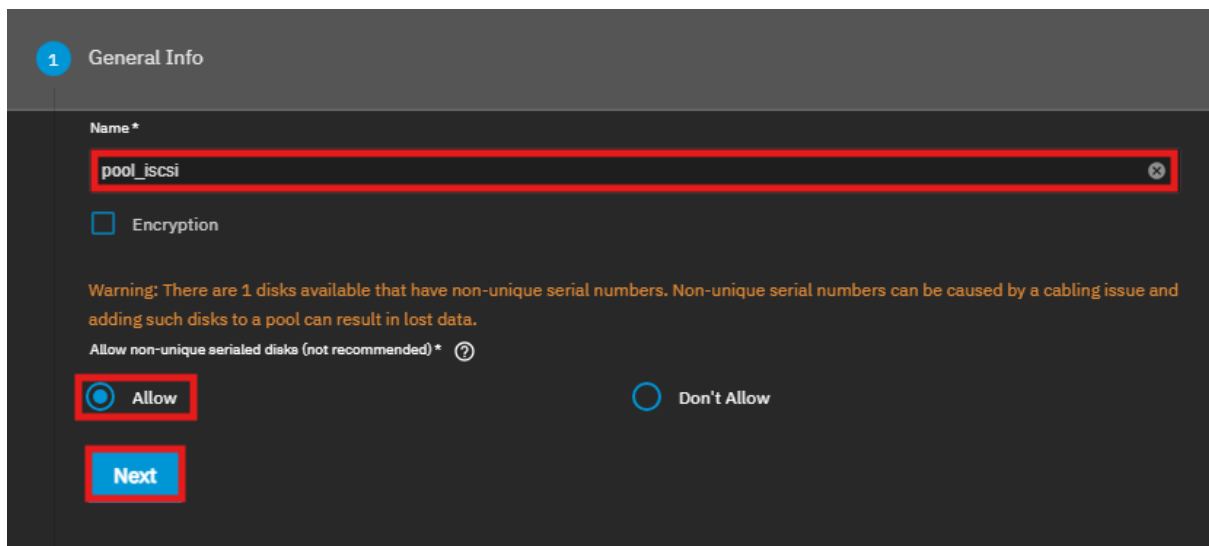 1 General Info
Name *
pool_iscsi
Encryption
Warning: There are 1 disks available that have non-unique serial numbers. Non-unique serial numbers can be caused by a cabling issue and
adding such disks to a pool can result in lost data.
Allow non-unique serialed disks (not recommended) * ?
Allow Don't Allow
Next